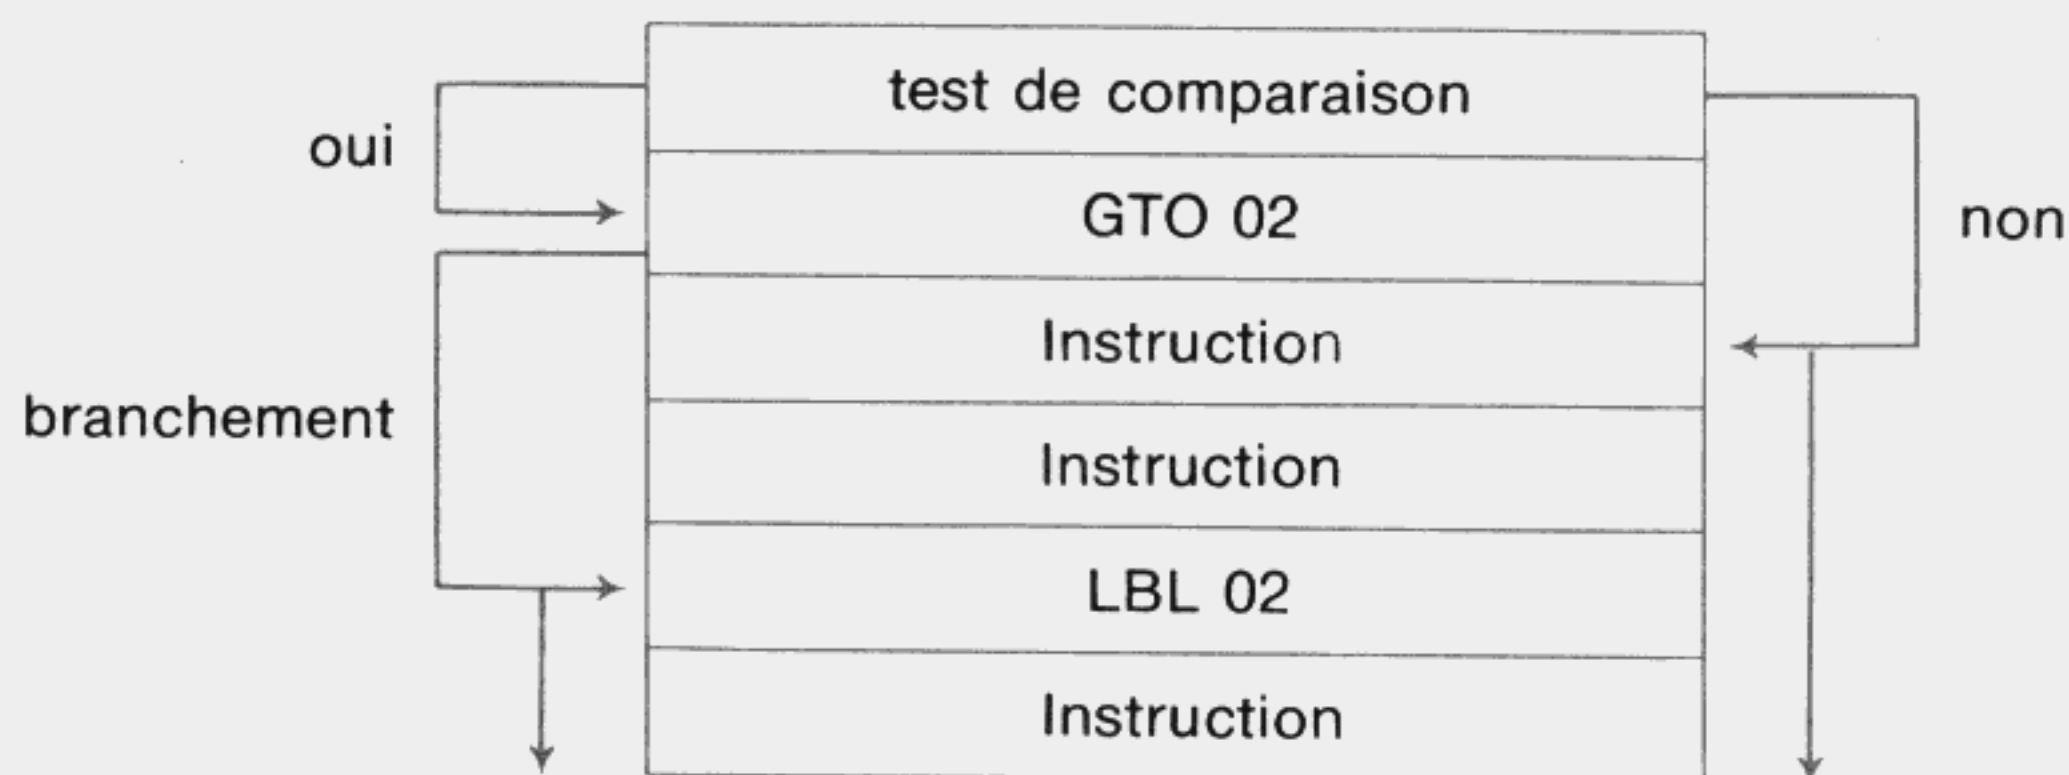 test de comparaison
oui
GTO 02
non
Instruction
branchement
Instruction
LBL 02
Instruction